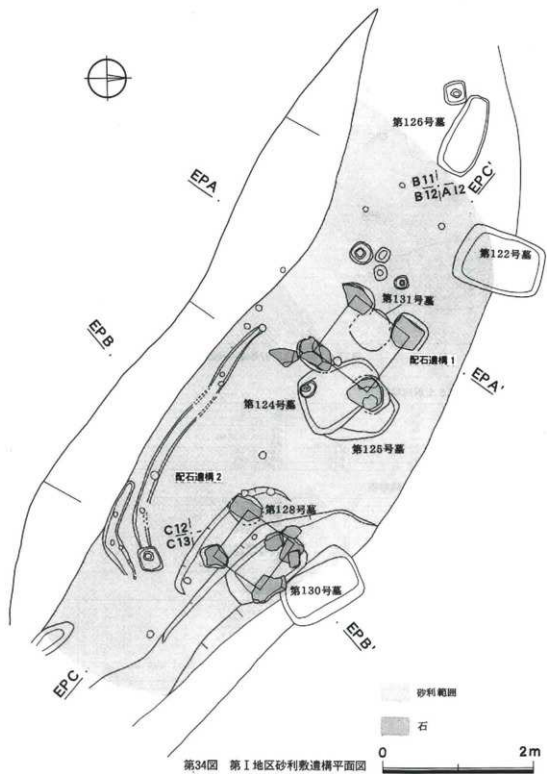 第126号墓
EPA
EPC'
B11 A12
B12
第122号墓
第131号墓
EPB
配石遺構1
EPA'
第124号墓
第125号墓
配石遺構2
第128号墓
C12
C13
第130号墓
EPB'
EPC
砂利範囲
石
0 2m
第34図 第I地区砂利敷遺構平面図